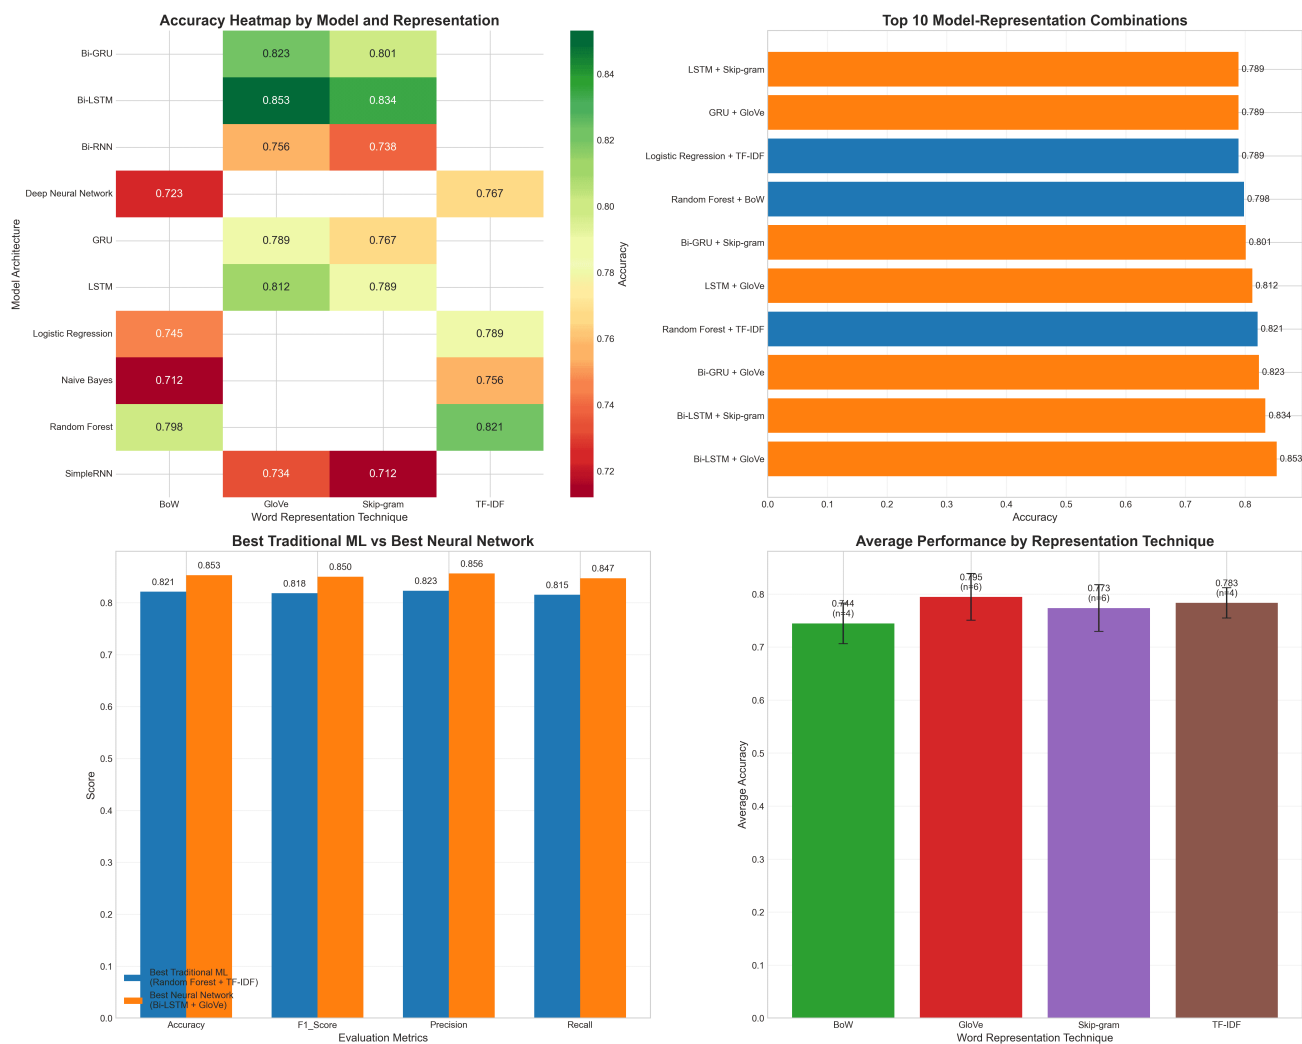 Accuracy Heatmap by Model and Representation
Bi-GRU
0.823
0.801
Bi-LSTM
0.853
0.834
Bi-RNN
0.756
0.738
Deep Neural Network
0.723
0.767
GRU
0.789
0.767
LSTM
0.812
0.789
Logistic Regression
0.745
0.789
Naive Bayes
0.712
0.756
Random Forest
0.798
0.821
SimpleRNN
0.734
0.712
Model Architecture
BoW
GloVe
Skip-gram
TF-IDF
Word Representation Technique
0.84
0.82
0.80
0.78
0.76
0.74
0.72
Accuracy
Top 10 Model-Representation Combinations
LSTM + Skip-gram
0.789
GRU + GloVe
0.789
Logistic Regression + TF-IDF
0.789
Random Forest + BoW
0.798
Bi-GRU + Skip-gram
0.801
LSTM + GloVe
0.812
Random Forest + TF-IDF
0.821
Bi-GRU + GloVe
0.823
Bi-LSTM + Skip-gram
0.834
Bi-LSTM + GloVe
0.853
0.0
0.1
0.2
0.3
0.4
0.5
0.6
0.7
0.8
Accuracy
Best Traditional ML vs Best Neural Network
0.821
0.853
0.818
0.850
0.823
0.856
0.815
0.847
0.8
0.7
0.6
0.5
0.4
0.3
0.2
0.1
0.0
Score
Best Traditional ML
(Random Forest + TF-IDF)
Best Neural Network
(Bi-LSTM + GloVe)
Accuracy
F1_Score
Precision
Recall
Evaluation Metrics
Average Performance by Representation Technique
0.744
(n=4)
0.795
(n=6)
0.773
(n=6)
0.783
(n=4)
0.8
0.7
0.6
0.5
0.4
0.3
0.2
0.1
0.0
Average Accuracy
BoW
GloVe
Skip-gram
TF-IDF
Word Representation Technique